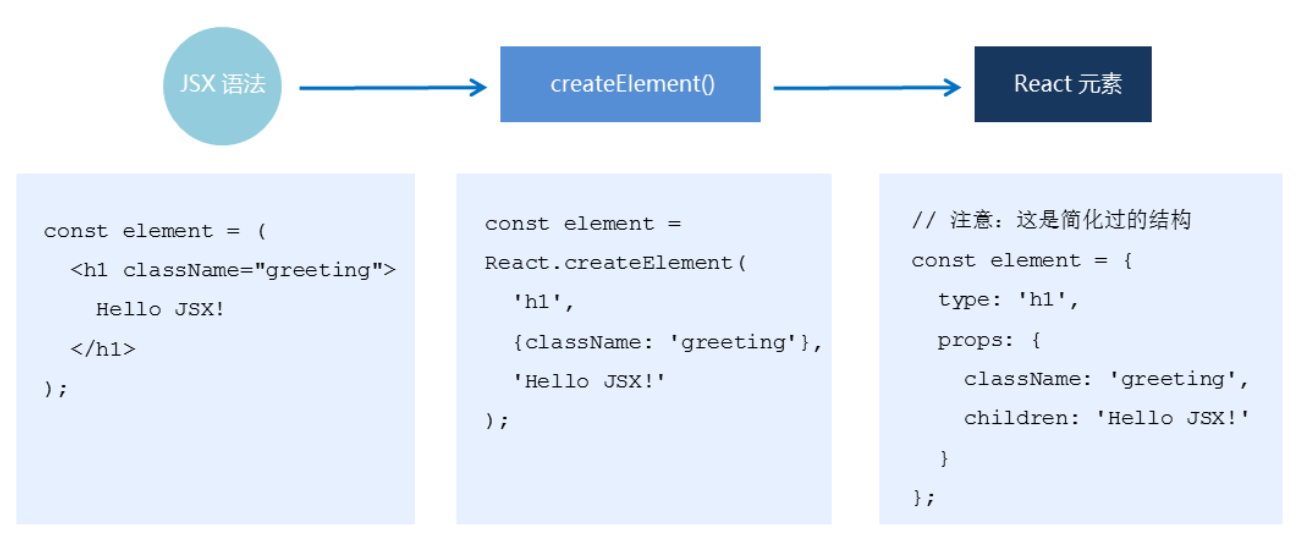 JSX 语法
createElement()
React 元素
const element = (
  <h1 className="greeting">
    Hello JSX!
  </h1>
);
const element =
React.createElement(
  'h1',
  {className: 'greeting'},
  'Hello JSX!'
);
// 注意：这是简化过的结构
const element = {
  type: 'h1',
  props: {
    className: 'greeting',
    children: 'Hello JSX!'
  }
};